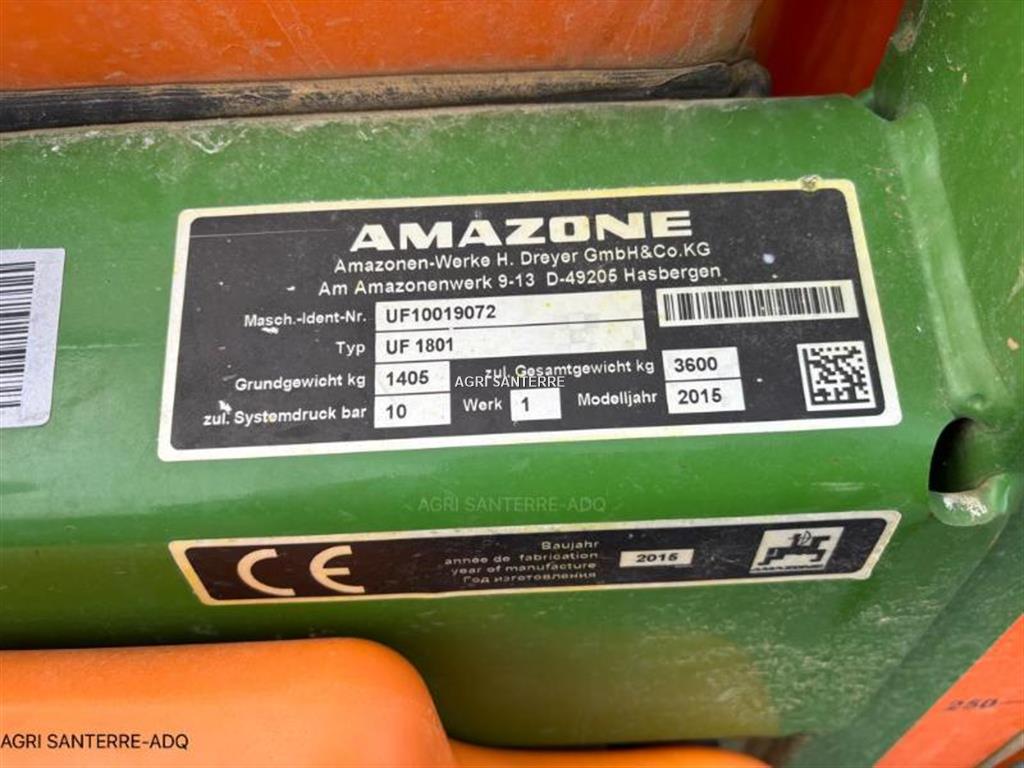 AMAZONE
Amazonen-Werke H. Dreyer GmbH&Co.KG
Am Amazonenwerk 9-13 D-49205 Hasbergen
Masch.-Ident-Nr. UF10019072
Typ UF 1801
Grundgewicht kg 1405 zul. Gesamtgewicht kg 3600
AGRI SANTERRE
zul. Systemdruck bar 10 Werk 1 Modelljahr 2015
AGRI SANTERRE-ADQ
CE
Baujahr
année de fabrication
year of manufacture
Год изготовления
2015
AMAZONE
250
AGRI SANTERRE-ADQ